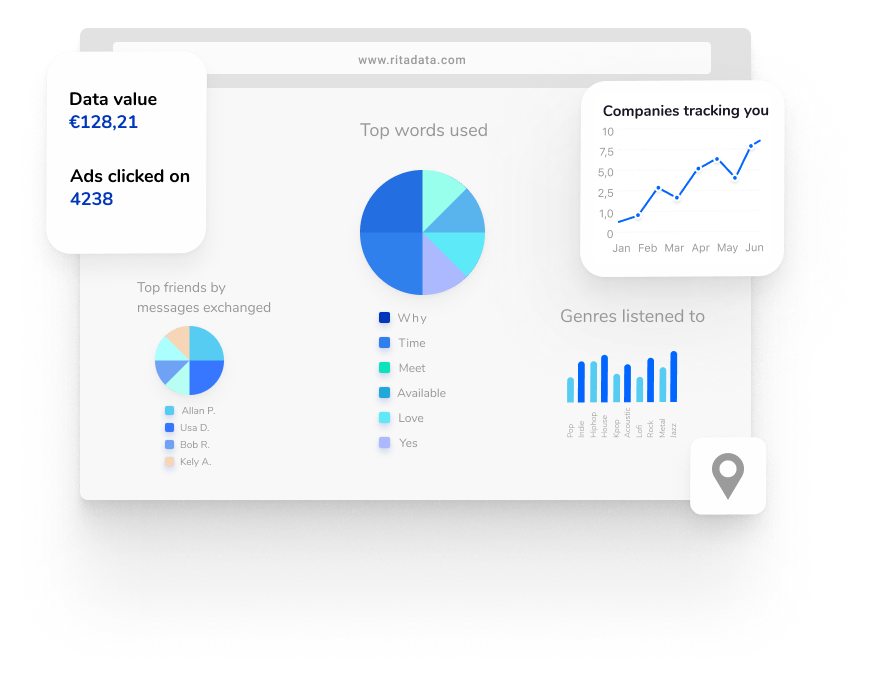 www.ritadata.com
Data value
€128,21
Ads clicked on
4238
Top words used
Why
Time
Meet
Available
Love
Yes
Companies tracking you
10
7,5
5,0
2,5
1,0
0
Jan Feb Mar Apr May Jun
Top friends by
messages exchanged
Allan P.
Usa D.
Bob R.
Kely A.
Genres listened to
Pop
Indie
Hiphop
House
Kpop
Acoustic
Lofi
Rock
Metal
Jazz